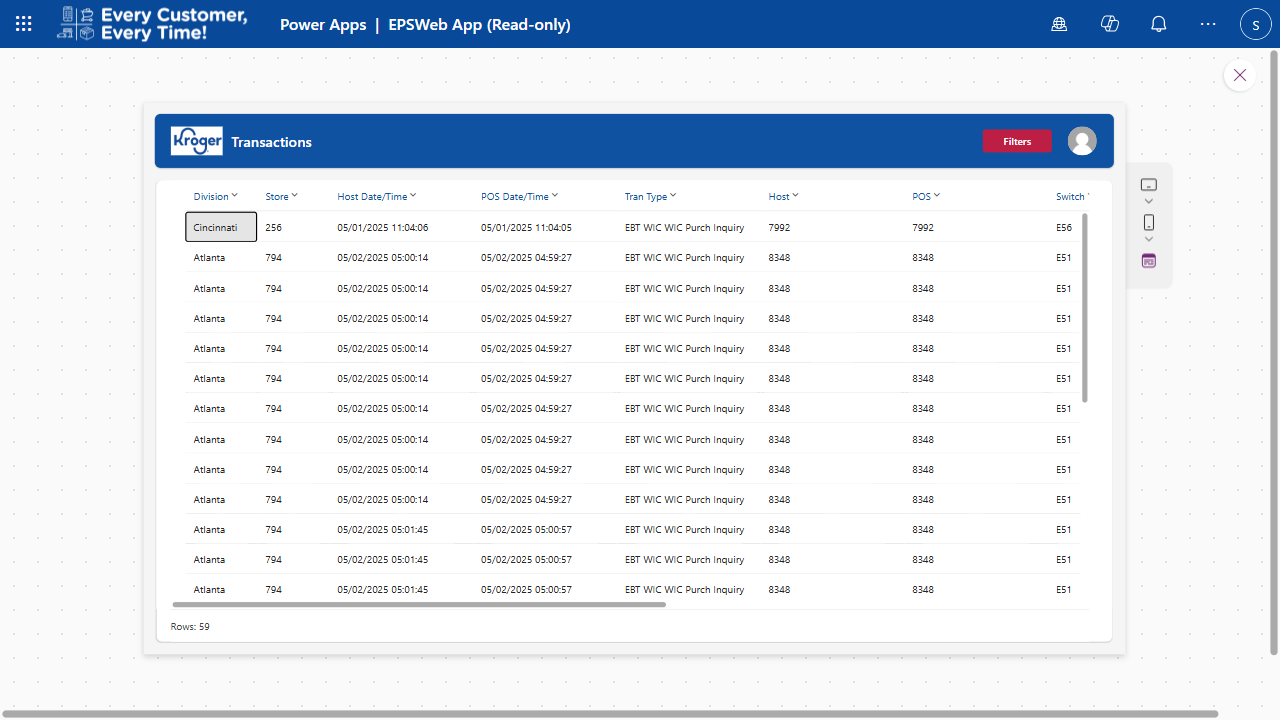 Every Customer,
Every Time!
Power Apps | EPSWeb App (Read-only)
S
Kroger Transactions
Filters
Division Store Host Date/Time POS Date/Time Tran Type Host POS Switch
Cincinnati 256 05/01/2025 11:04:06 05/01/2025 11:04:05 EBT WIC WIC Purch Inquiry 7992 7992 E56
Atlanta 794 05/02/2025 05:00:14 05/02/2025 04:59:27 EBT WIC WIC Purch Inquiry 8348 8348 E51
Atlanta 794 05/02/2025 05:00:14 05/02/2025 04:59:27 EBT WIC WIC Purch Inquiry 8348 8348 E51
Atlanta 794 05/02/2025 05:00:14 05/02/2025 04:59:27 EBT WIC WIC Purch Inquiry 8348 8348 E51
Atlanta 794 05/02/2025 05:00:14 05/02/2025 04:59:27 EBT WIC WIC Purch Inquiry 8348 8348 E51
Atlanta 794 05/02/2025 05:00:14 05/02/2025 04:59:27 EBT WIC WIC Purch Inquiry 8348 8348 E51
Atlanta 794 05/02/2025 05:00:14 05/02/2025 04:59:27 EBT WIC WIC Purch Inquiry 8348 8348 E51
Atlanta 794 05/02/2025 05:00:14 05/02/2025 04:59:27 EBT WIC WIC Purch Inquiry 8348 8348 E51
Atlanta 794 05/02/2025 05:00:14 05/02/2025 04:59:27 EBT WIC WIC Purch Inquiry 8348 8348 E51
Atlanta 794 05/02/2025 05:00:14 05/02/2025 04:59:27 EBT WIC WIC Purch Inquiry 8348 8348 E51
Atlanta 794 05/02/2025 05:01:45 05/02/2025 05:00:57 EBT WIC WIC Purch Inquiry 8348 8348 E51
Atlanta 794 05/02/2025 05:01:45 05/02/2025 05:00:57 EBT WIC WIC Purch Inquiry 8348 8348 E51
Atlanta 794 05/02/2025 05:01:45 05/02/2025 05:00:57 EBT WIC WIC Purch Inquiry 8348 8348 E51
Rows: 59